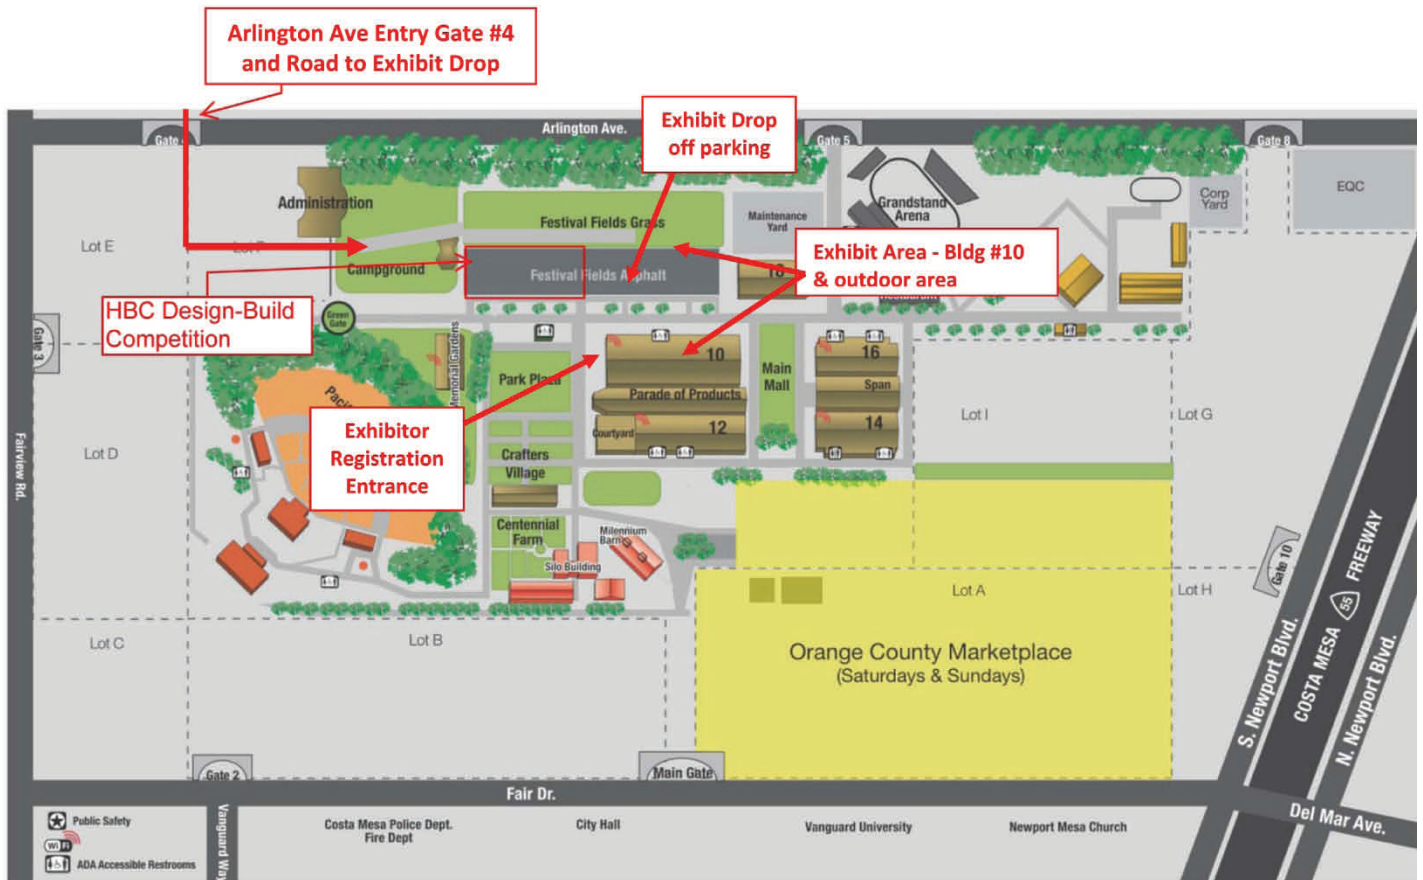 Arlington Ave Entry Gate #4
and Road to Exhibit Drop
Exhibit Drop
off parking
Arlington Ave.
Gate
Gate 5
Gate 8
Administration
Lot E
Festival Fields Grass
Maintenance
Yard
Grandstand
Arena
Corp
Yard
EQC
Exhibit Area - Bldg #10
& outdoor area
Campground
Festival Fields Asphalt
HBC Design-Build
Competition
Green
Gate
Gate 3
Memorial Gardens
Park Plaza
10
Parade of Products
Courtyard
12
Main
Mall
16
Span
14
Lot I
Lot G
Exhibitor
Registration
Entrance
Lot D
Fairview Rd.
Crafters
Village
Centennial
Farm
Millennium
Barn
Silo Building
Gate 10
Lot A
Lot H
Lot C
Lot B
Orange County Marketplace
(Saturdays & Sundays)
S. Newport Blvd.
COSTA MESA 55 FREEWAY
N. Newport Blvd.
Gate 2
Main Gate
Fair Dr.
Del Mar Ave.
Public Safety
Wi Fi
ADA Accessible Restrooms
Vanguard Way
Costa Mesa Police Dept.
Fire Dept
City Hall
Vanguard University
Newport Mesa Church